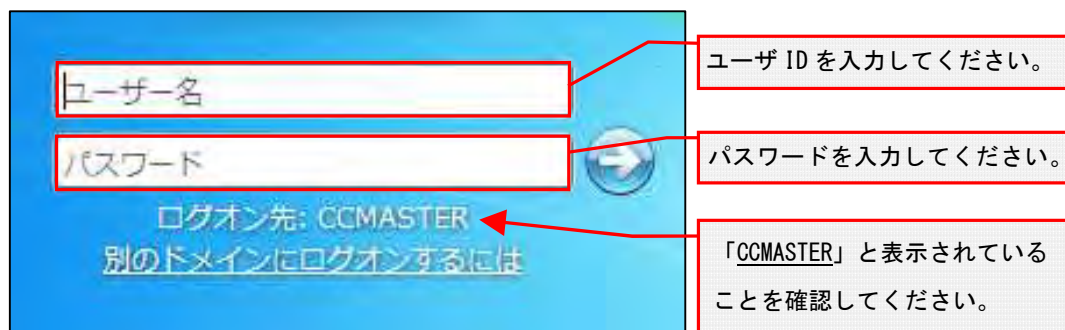 ユーザー名
ユーザ ID を入力してください。
パスワード
パスワードを入力してください。
ログオン先: CCMASTER
別のドメインにログオンするには
「CCMASTER」と表示されている
ことを確認してください。